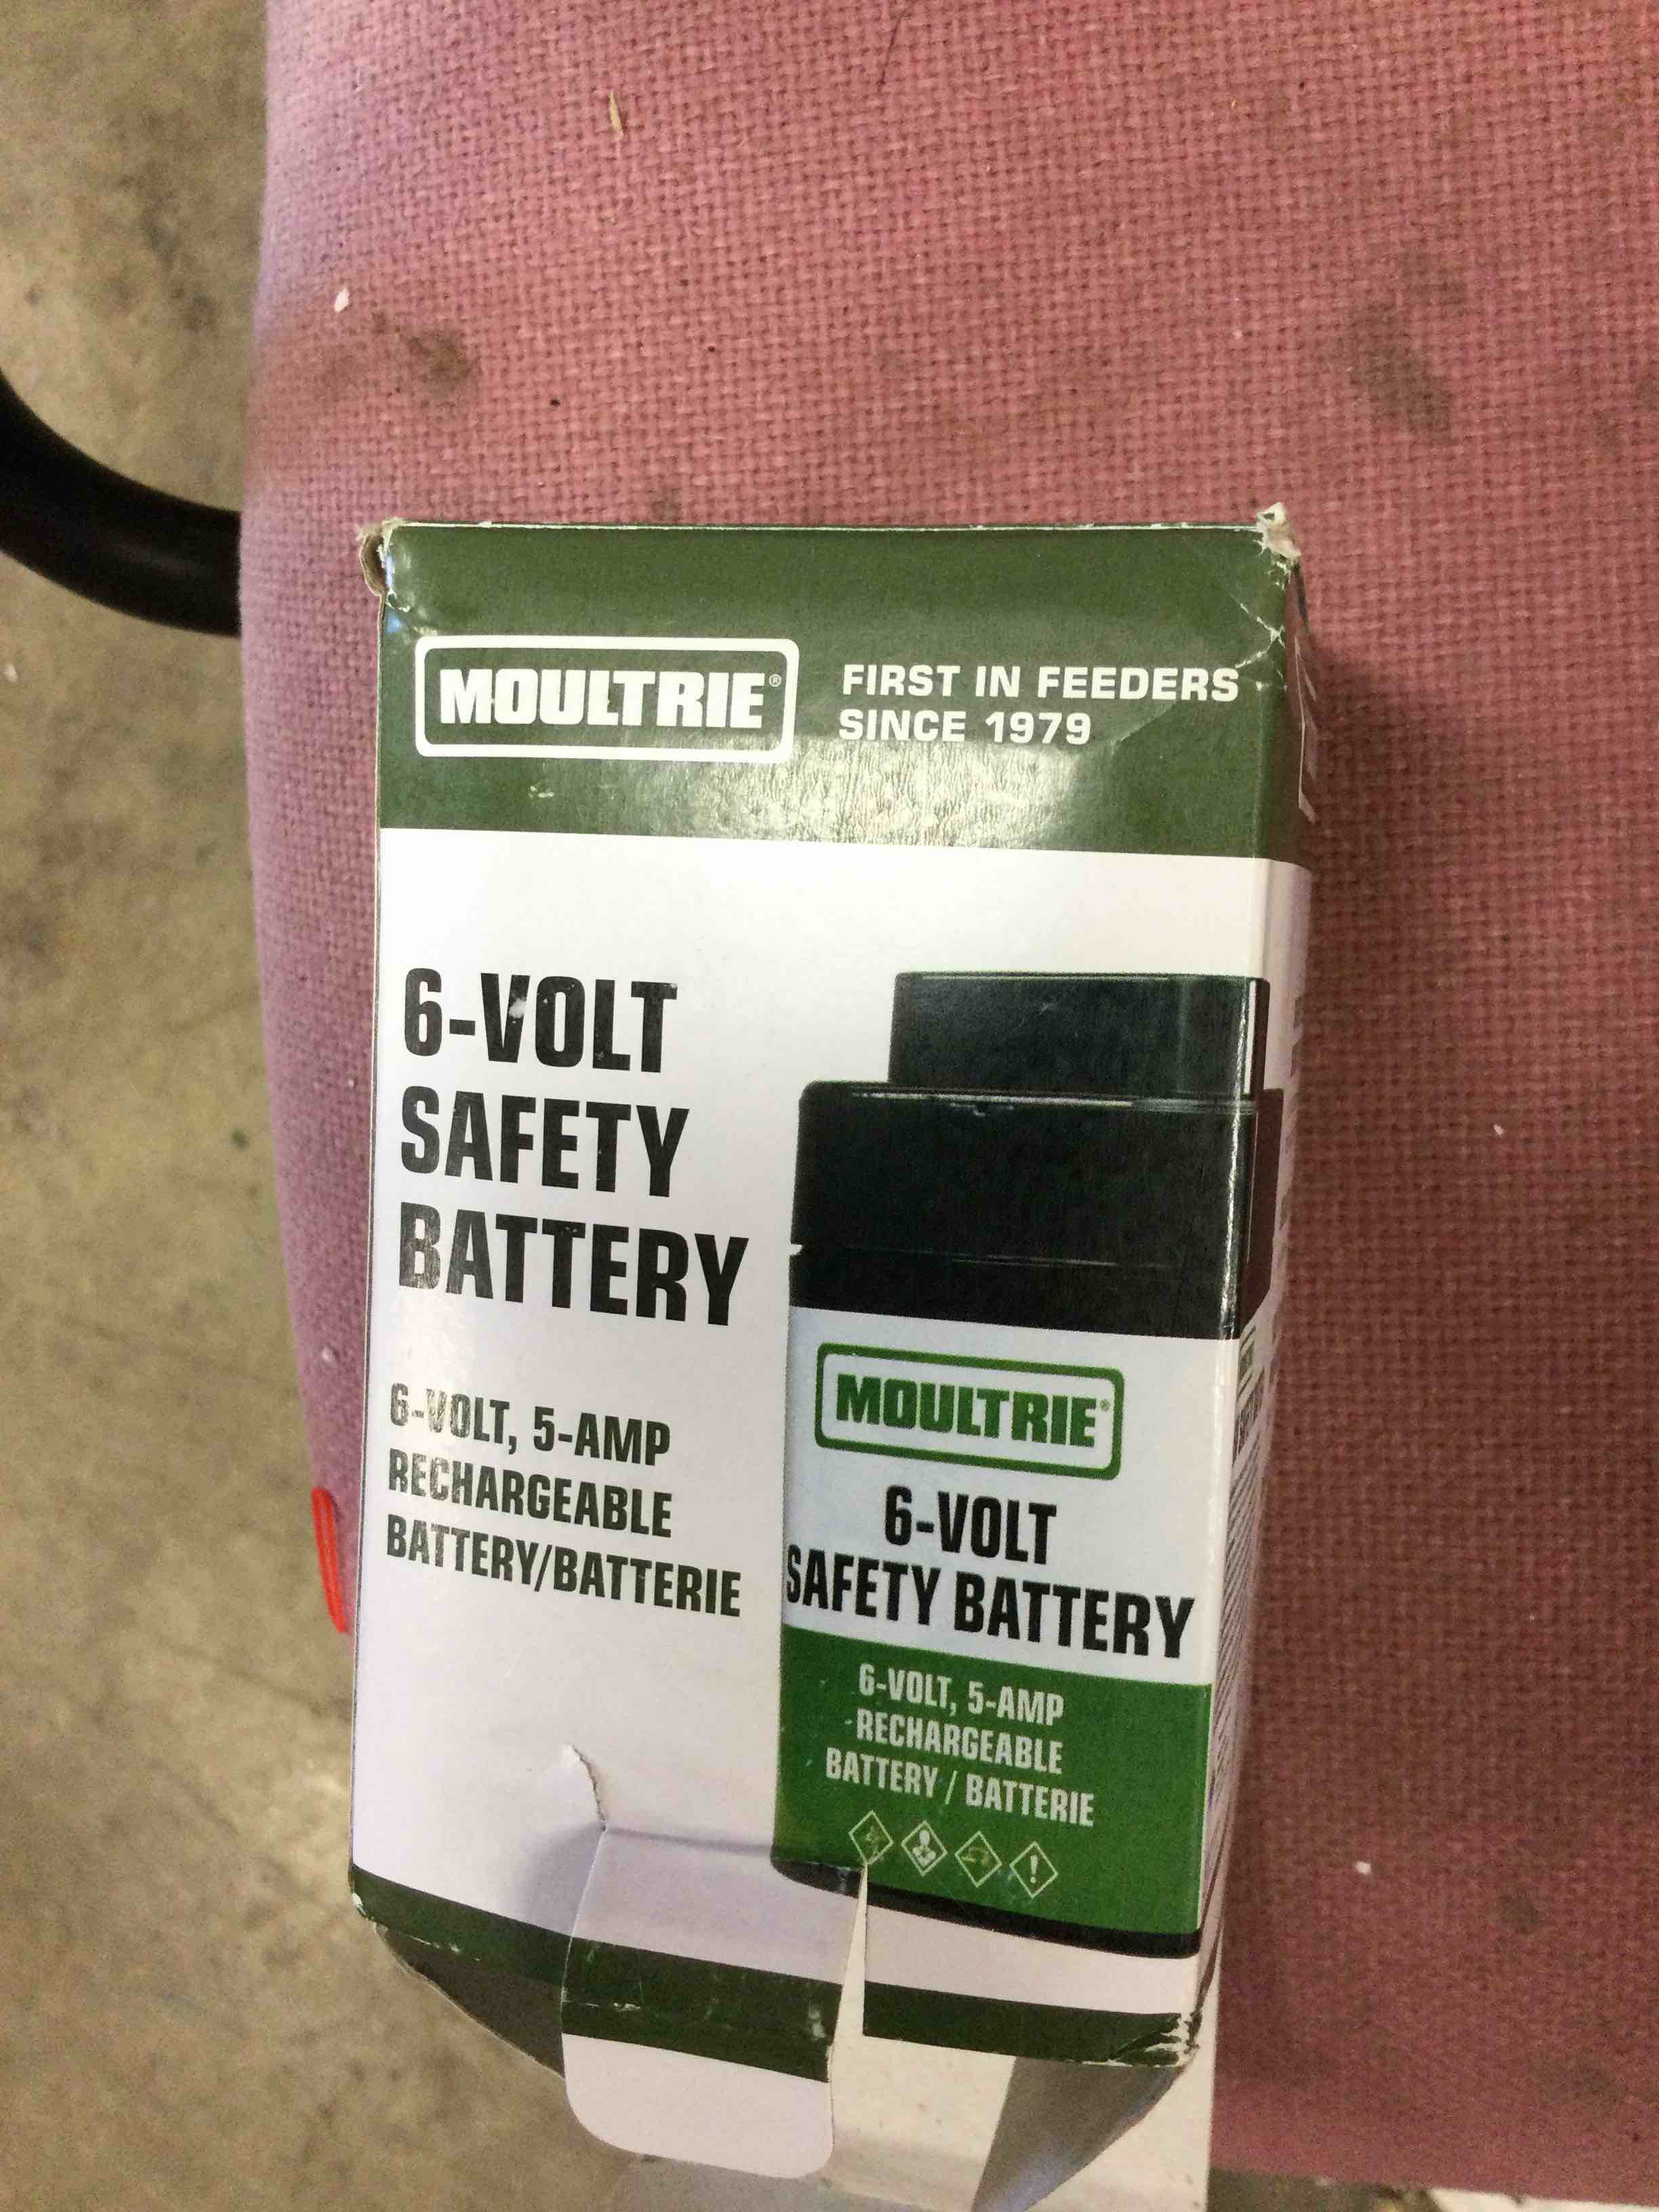 MOULTRIE®
FIRST IN FEEDERS
SINCE 1979
6-VOLT
SAFETY
BATTERY
6-VOLT, 5-AMP
RECHARGEABLE
BATTERY/BATTERIE
MOULTRIE®
6-VOLT
SAFETY BATTERY
6-VOLT, 5-AMP
RECHARGEABLE
BATTERY / BATTERIE